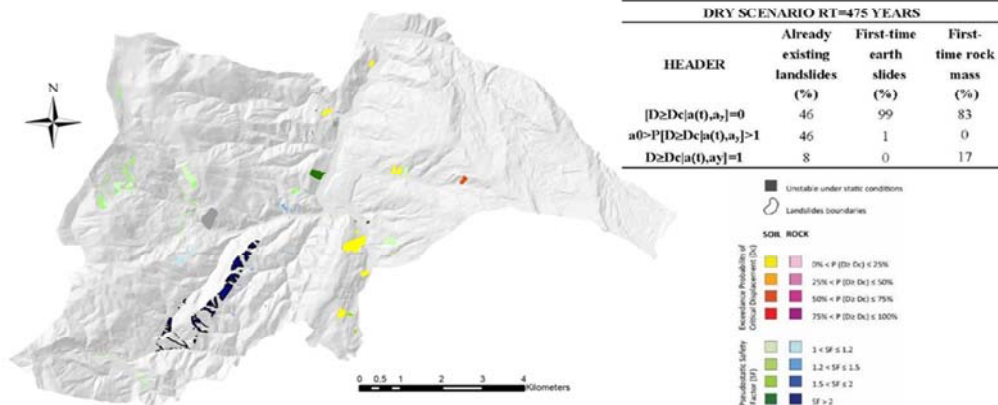 DRY SCENARIO RT=475 YEARS
HEADER
Already existing landslides (%)
First-time earth slides (%)
First-time rock mass (%)
[D≥Dc|a(t),ay]=0 46 99 83
a0>P[D≥Dc|a(t),ay]>1 46 1 0
D≥Dc|a(t),ay]=1 8 0 17
N
Unstable under static conditions
Landslides boundaries
SOIL ROCK
Exceedance Probability of
Critical Displacement [Dc]
0% < P (D≥ Dc) ≤ 25%
25% < P (D≥ Dc) ≤ 50%
50% < P (D≥ Dc) ≤ 75%
75% < P (D≥ Dc) ≤ 100%
Pseudostatic Safety
Factor [SF]
1 < SF ≤ 1.2
1.2 < SF ≤ 1.5
1.5 < SF ≤ 2
SF > 2
0 0,5 1 2 3 4
Kilometers